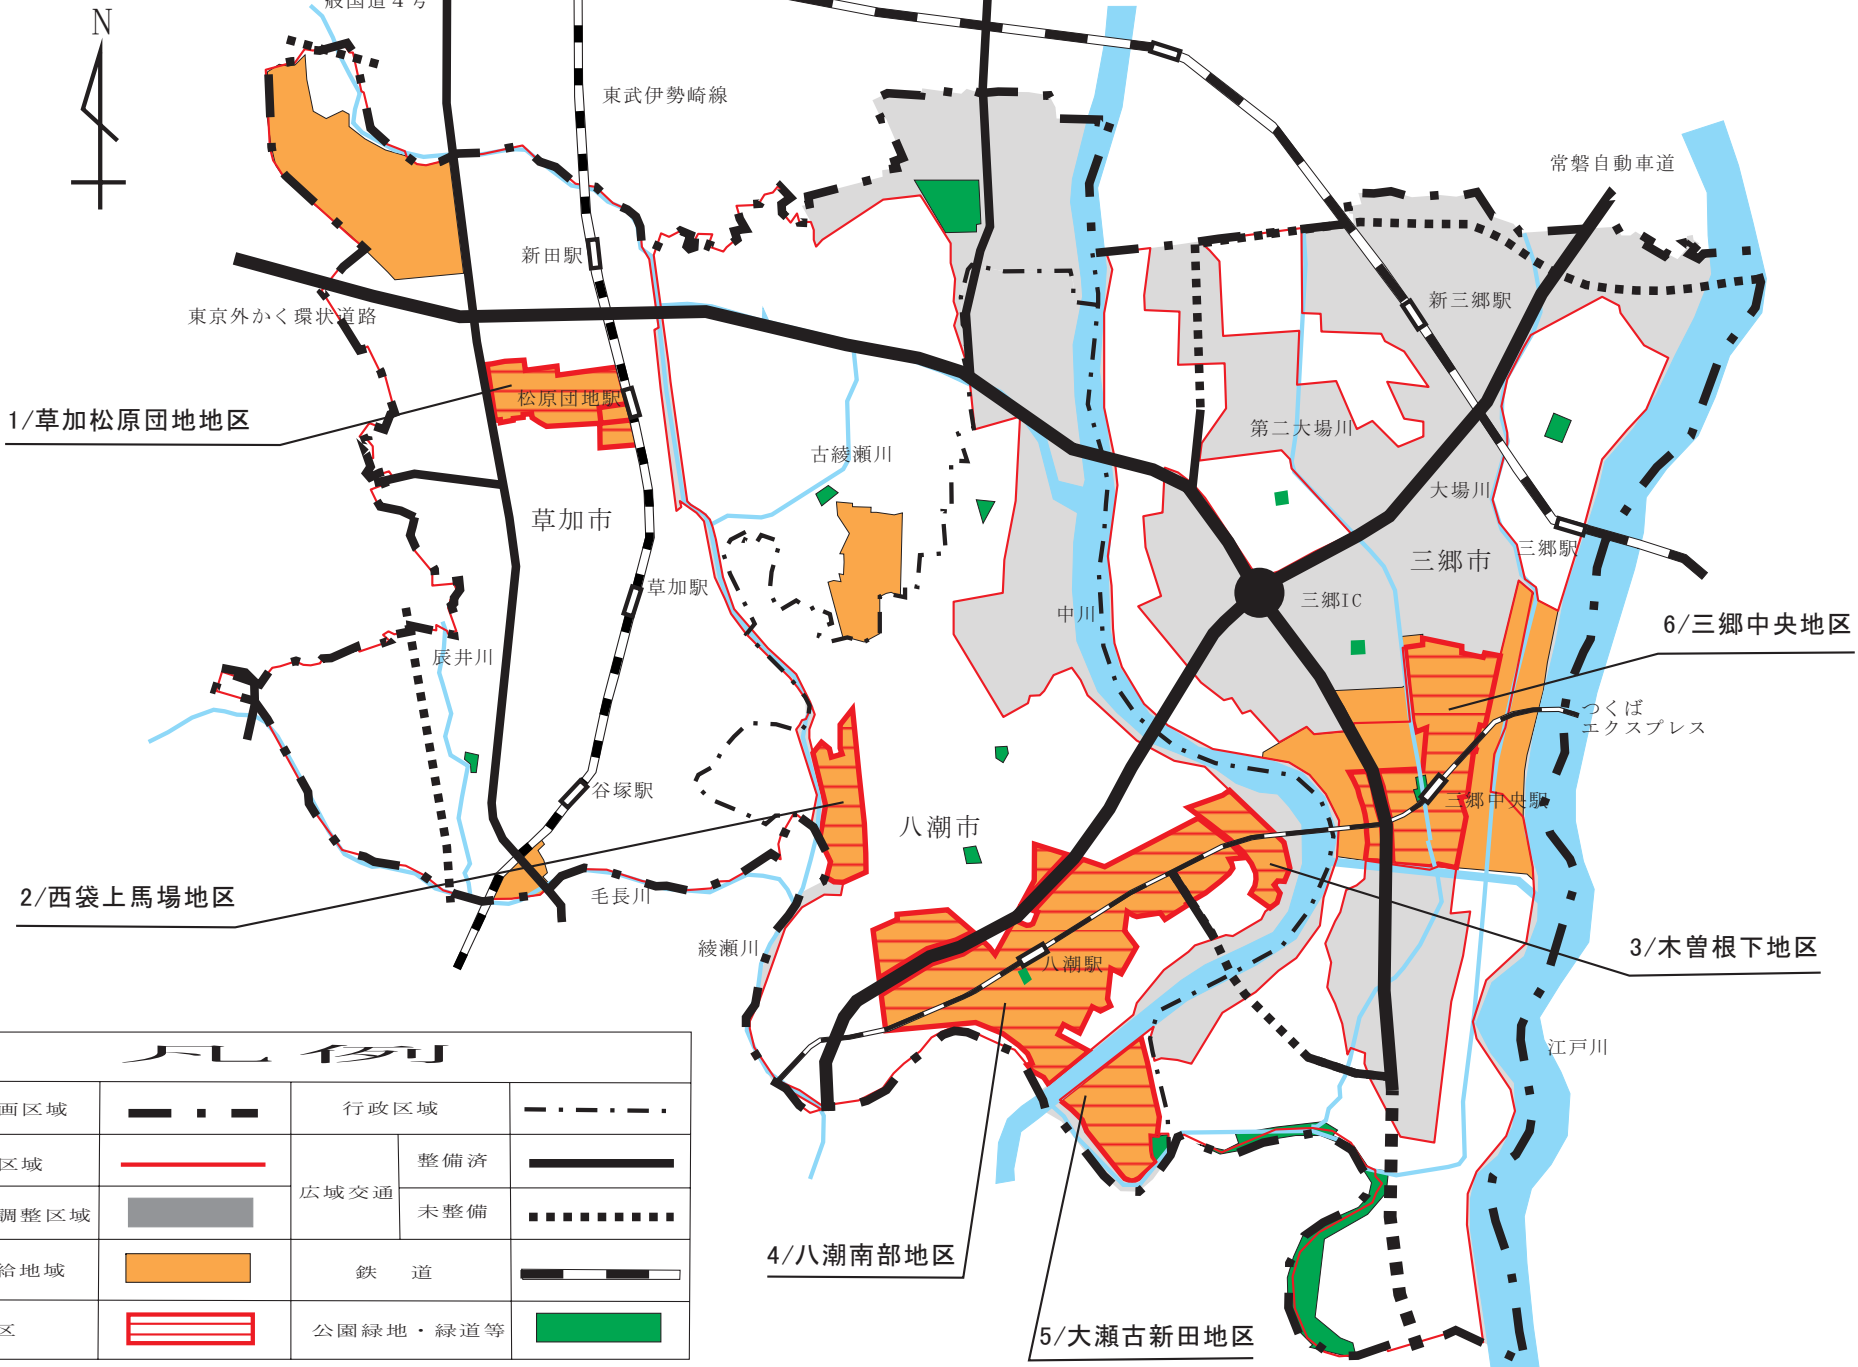 般国道4号
N
東武伊勢崎線
常磐自動車道
新田駅
東京外かく環状道路
新三郷駅
松原団地駅
1/草加松原団地地区
第二大場川
古綾瀬川
大場川
草加市
三郷市
三郷駅
草加駅
三郷IC
中川
6/三郷中央地区
辰井川
つくば
エクスプレス
谷塚駅
三郷中央駅
八潮市
2/西袋上馬場地区
毛長川
綾瀬川
八潮駅
3/木曽根下地区
江戸川
4/八潮南部地区
5/大瀬古新田地区
凡 例
画区域
行政区域
区域
広域交通
整備済
調整区域
未整備
給地域
鉄 道
区
公園緑地・緑道等